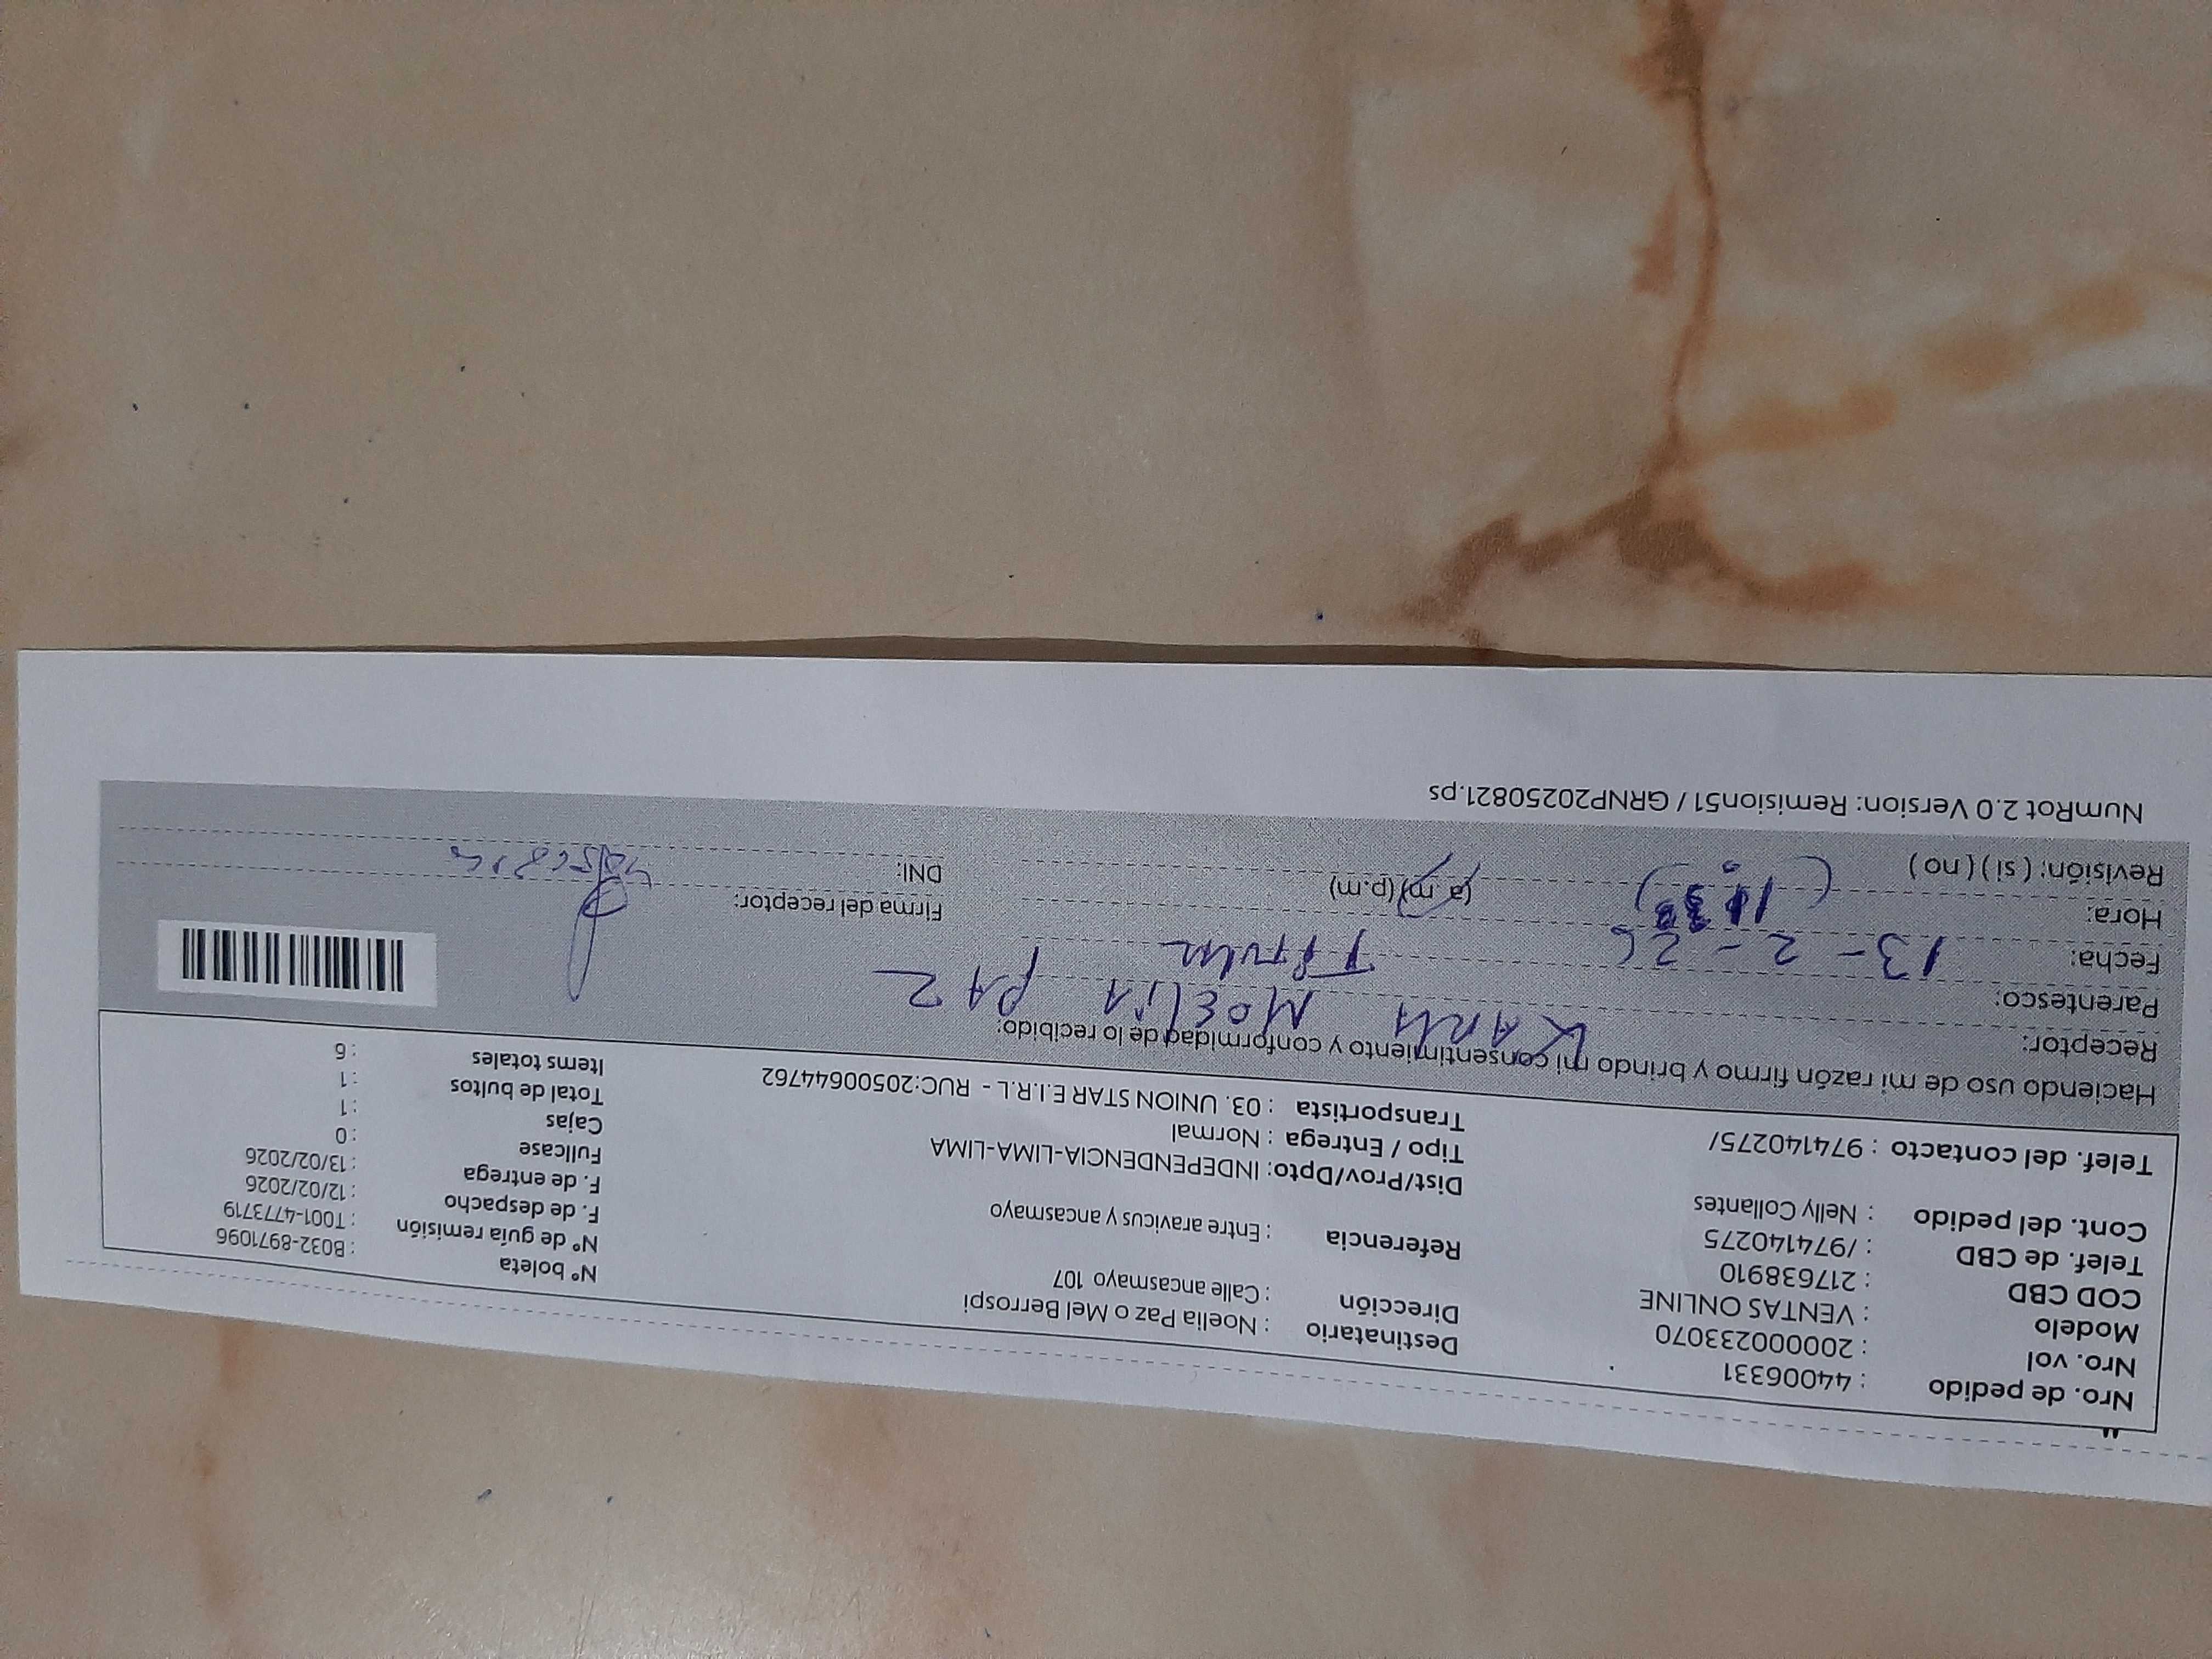 Nro. de pedido : 44006331
Nro. vol : 20000233070
Modelo : VENTAS ONLINE
COD CBD : 217638910
Telef. de CBD : /974140275
Cont. del pedido : Nelly Collantes
Telef. del contacto : 974140275/
Destinatario : Noelia Paz o Mel Berrospi
Dirección : Calle ancasmayo 107
Referencia : Entre aravicus y ancasmayo
Dist/Prov/Dpto: INDEPENDENCIA-LIMA-LIMA
Tipo / Entrega : Normal
Transportista : 03. UNION STAR E.I.R.L - RUC:20500644762
Nº boleta : B032-8971096
Nº de guía remisión : T001-4773719
F. de despacho : 12/02/2026
F. de entrega : 13/02/2026
Fullcase : 0
Cajas : 1
Total de bultos : 1
Items totales : 6
Haciendo uso de mi razón firmo y brindo mi consentimiento y conformidad de lo recibido:
Receptor: KARLA NOELIA PAZ
Parentesco:
Fecha: 13-2-26
Hora: (a.m) (p.m)
Revisión: ( si ) ( no )
Firma del receptor:
DNI:
NumRot 2.0 Version: Remision51 / GRNP20250821.ps